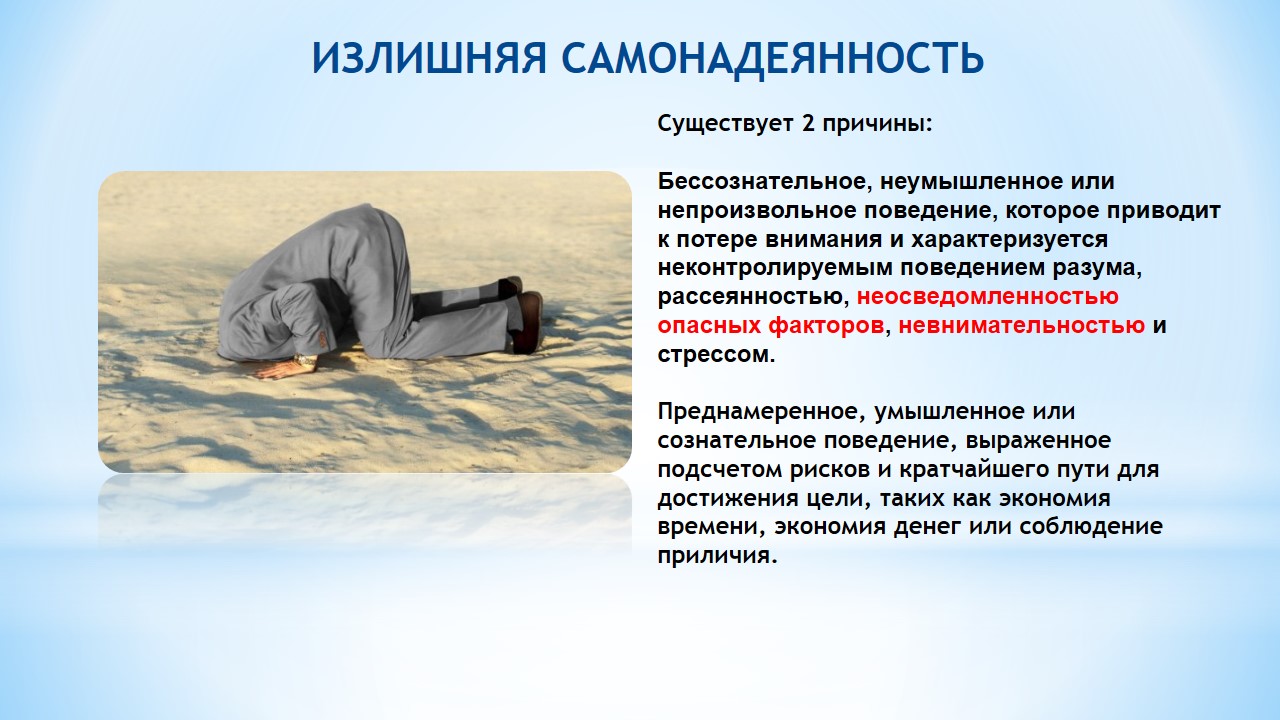 ИЗЛИШНЯЯ САМОНАДЕЯННОСТЬ
Существует 2 причины:
Бессознательное, неумышленное или
непроизвольное поведение, которое приводит
к потере внимания и характеризуется
неконтролируемым поведением разума,
рассеянностью, неосведомленностью
опасных факторов, невнимательностью и
стрессом.
Преднамеренное, умышленное или
сознательное поведение, выраженное
подсчетом рисков и кратчайшего пути для
достижения цели, таких как экономия
времени, экономия денег или соблюдение
приличия.